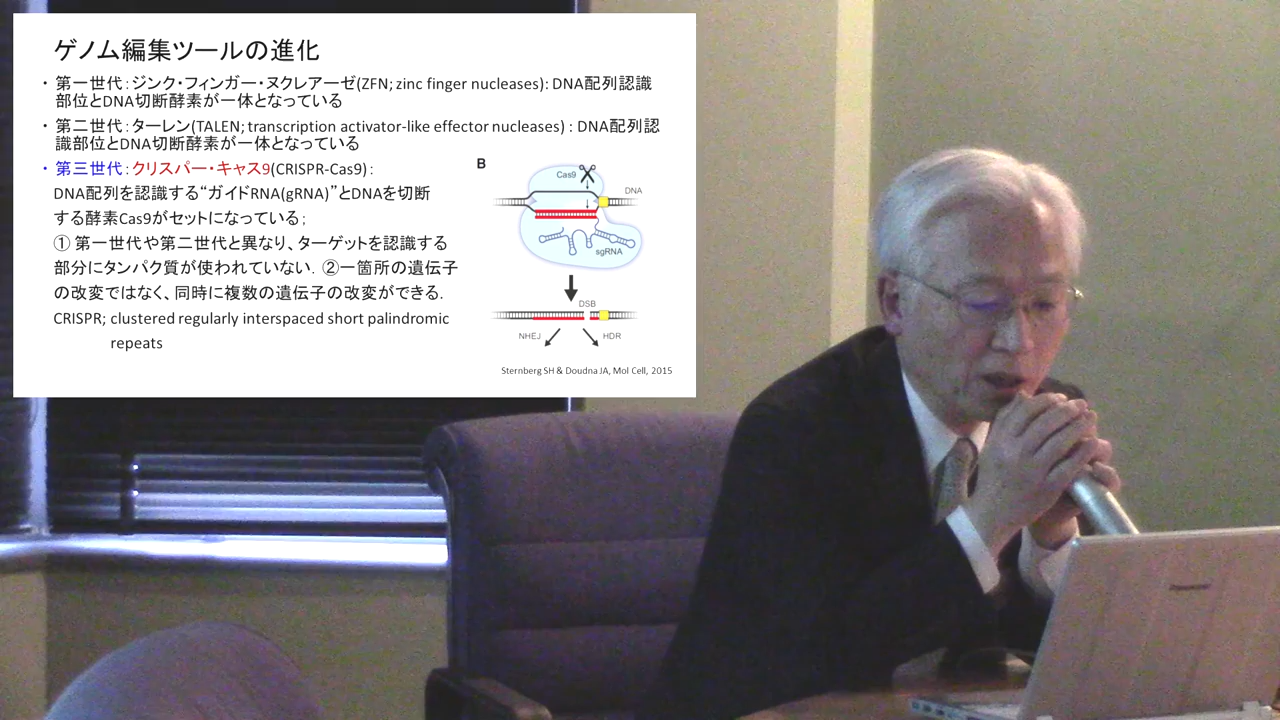 ゲノム編集ツールの進化
・第一世代：ジンク・フィンガー・ヌクレアーゼ(ZFN; zinc finger nucleases): DNA配列認識
部位とDNA切断酵素が一体となっている
・第二世代：ターレン(TALEN; transcription activator-like effector nucleases) : DNA配列認
識部位とDNA切断酵素が一体となっている
・第三世代：クリスパー・キャス9(CRISPR-Cas9) :
DNA配列を認識する“ガイドRNA(gRNA)”とDNAを切断
する酵素Cas9がセットになっている;
① 第一世代や第二世代と異なり、ターゲットを認識する
部分にタンパク質が使われていない. ②一箇所の遺伝子
の改変ではなく、同時に複数の遺伝子の改変ができる.
CRISPR; clustered regularly interspaced short palindromic
repeats
B
Cas9
DNA
sgRNA
DSB
NHEJ
HDR
Sternberg SH & Doudna JA, Mol Cell, 2015